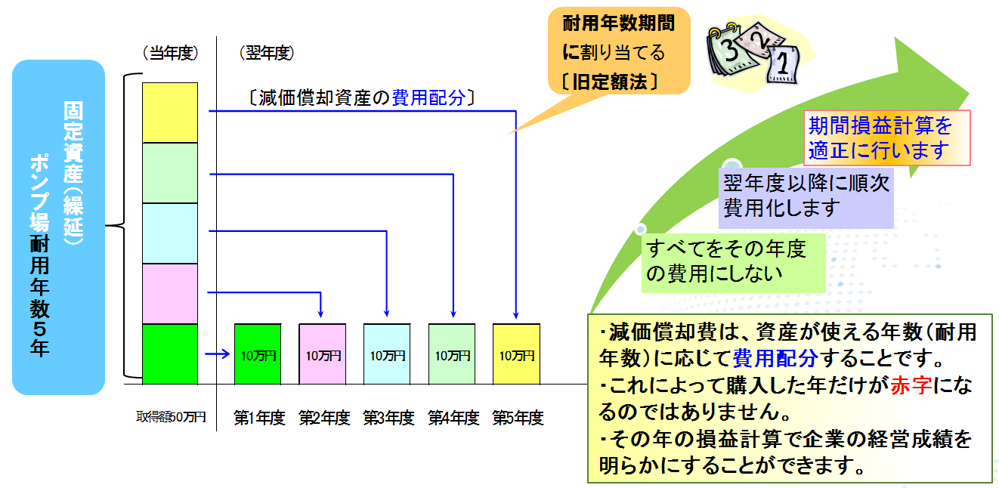 固定資産(繰延)
ポンプ場耐用年数5年
(当年度)
(翌年度)
〔減価償却資産の費用配分〕
耐用年数期間
に割り当てる
〔旧定額法〕
3
2
1
期間損益計算を
適正に行います
翌年度以降に順次
費用化します
すべてをその年度
の費用にしない
10万円
10万円
10万円
10万円
10万円
取得額50万円
第1年度
第2年度
第3年度
第4年度
第5年度
・減価償却費は、資産が使える年数(耐用
年数)に応じて費用配分することです。
・これによって購入した年だけが赤字にな
るのではありません。
・その年の損益計算で企業の経営成績を
明らかにすることができます。